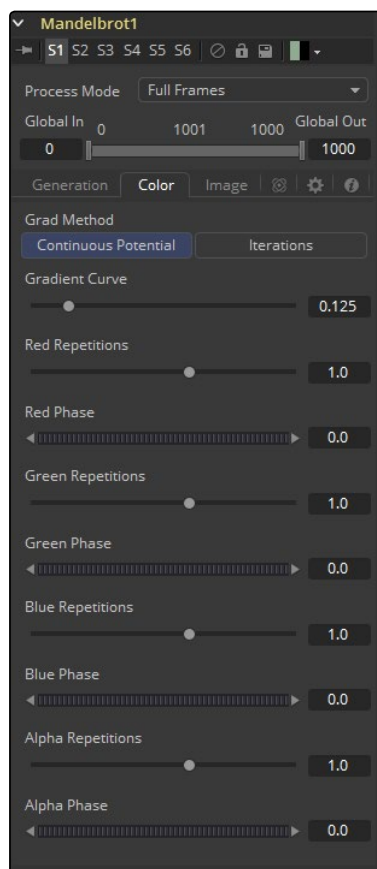 Mandelbrot1
S1 S2 S3 S4 S5 S6
Process Mode Full Frames
Global In 0 1001 1000 Global Out
0 1000
Generation Color Image
Grad Method
Continuous Potential Iterations
Gradient Curve
0.125
Red Repetitions
1.0
Red Phase
0.0
Green Repetitions
1.0
Green Phase
0.0
Blue Repetitions
1.0
Blue Phase
0.0
Alpha Repetitions
1.0
Alpha Phase
0.0